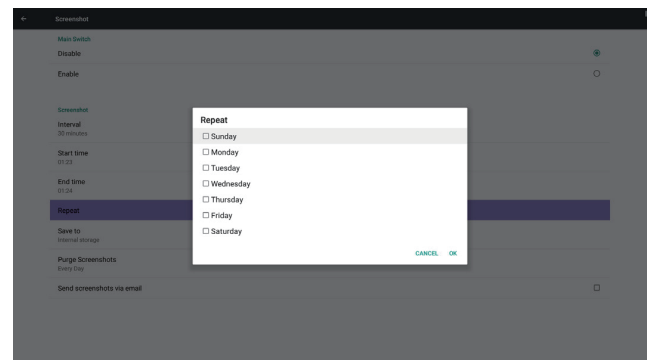 Screenshot
Main Switch
Disable
Enable
Screenshot
Interval
30 minutes
Start time
01:23
End time
01:24
Repeat
Save to
Internal storage
Purge Screenshots
Every Day
Send screenshots via email
Repeat
Sunday
Monday
Tuesday
Wednesday
Thursday
Friday
Saturday
CANCEL OK